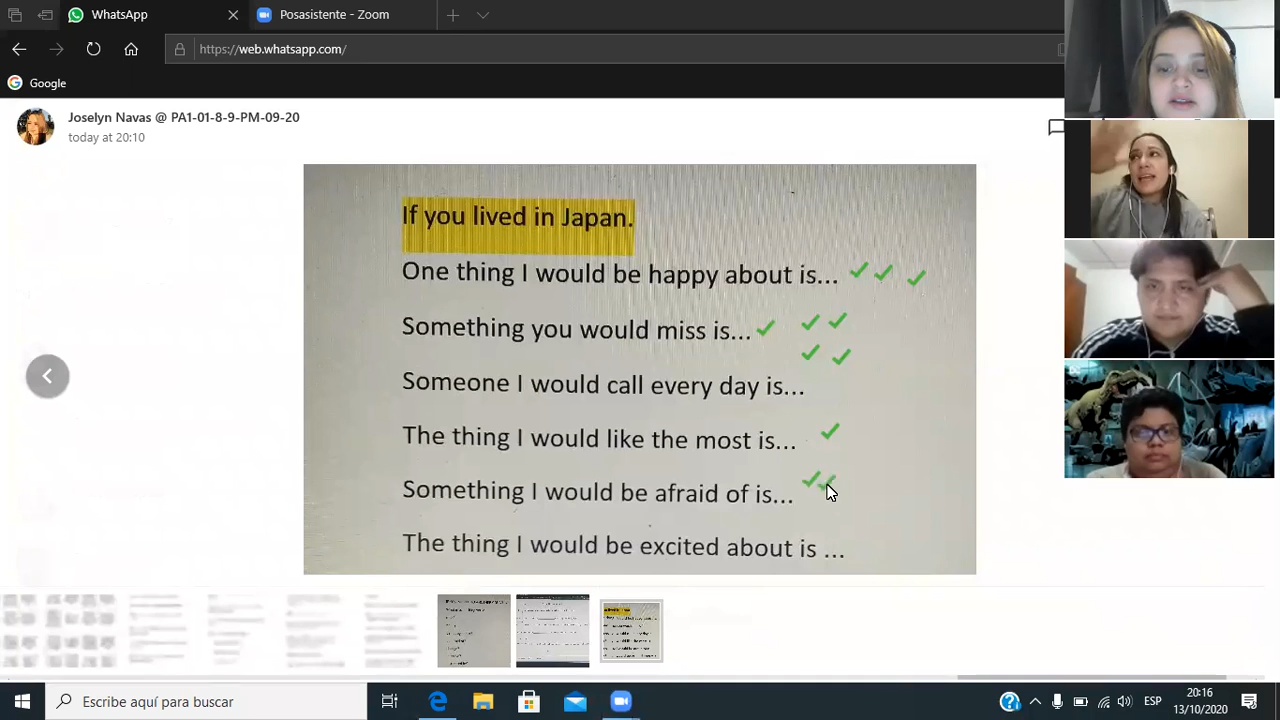 WhatsApp
Posasistente - Zoom
https://web.whatsapp.com/
Google
Joselyn Navas @ PA1-01-8-9-PM-09-20
today at 20:10
If you lived in Japan.
One thing I would be happy about is...
Something you would miss is...
Someone I would call every day is...
The thing I would like the most is...
Something I would be afraid of is...
The thing I would be excited about is ...
Escribe aquí para buscar
ESP
20:16
13/10/2020